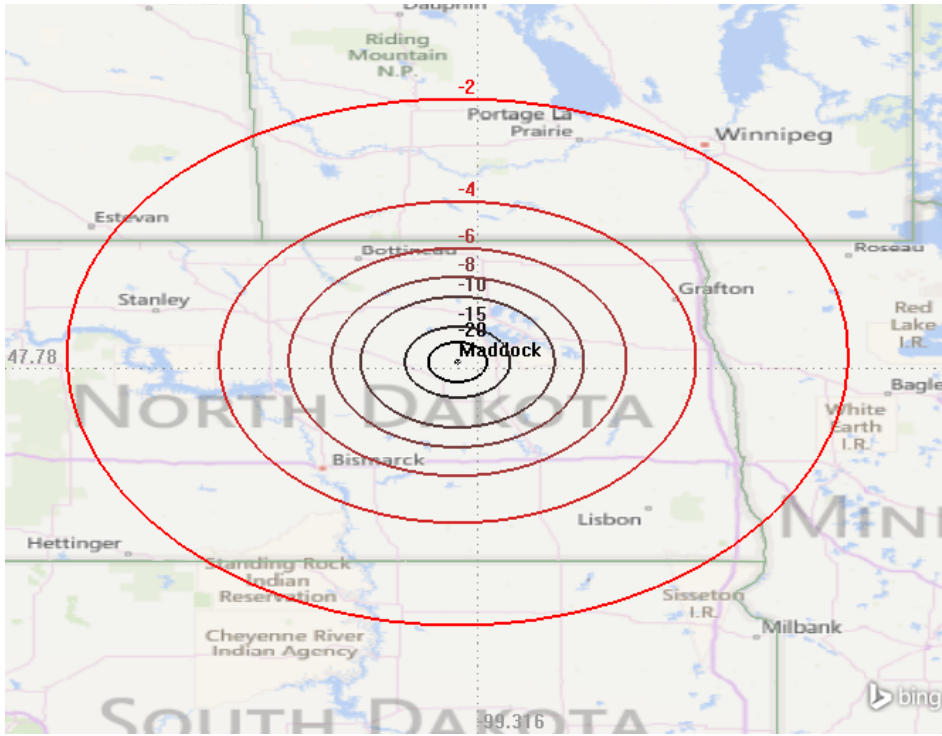 Dauphin
Riding
Mountain
N.P.
-2
Portage La
Prairie
Winnipeg
-4
Estevan
-6
Bottineau
Roseau
-8
-10
Grafton
Stanley
-15
Red
Lake
I.R.
-20
Maddock
47.78
Bagle
NORTH DAKOTA
White
Earth
I.R.
Bismarck
Lisbon
MIN
Hettinger
Standing Rock
Indian
Reservation
Sisseton
I.R.
Cheyenne River
Indian Agency
Milbank
bing
SOUTH DAKOTA
-99.316